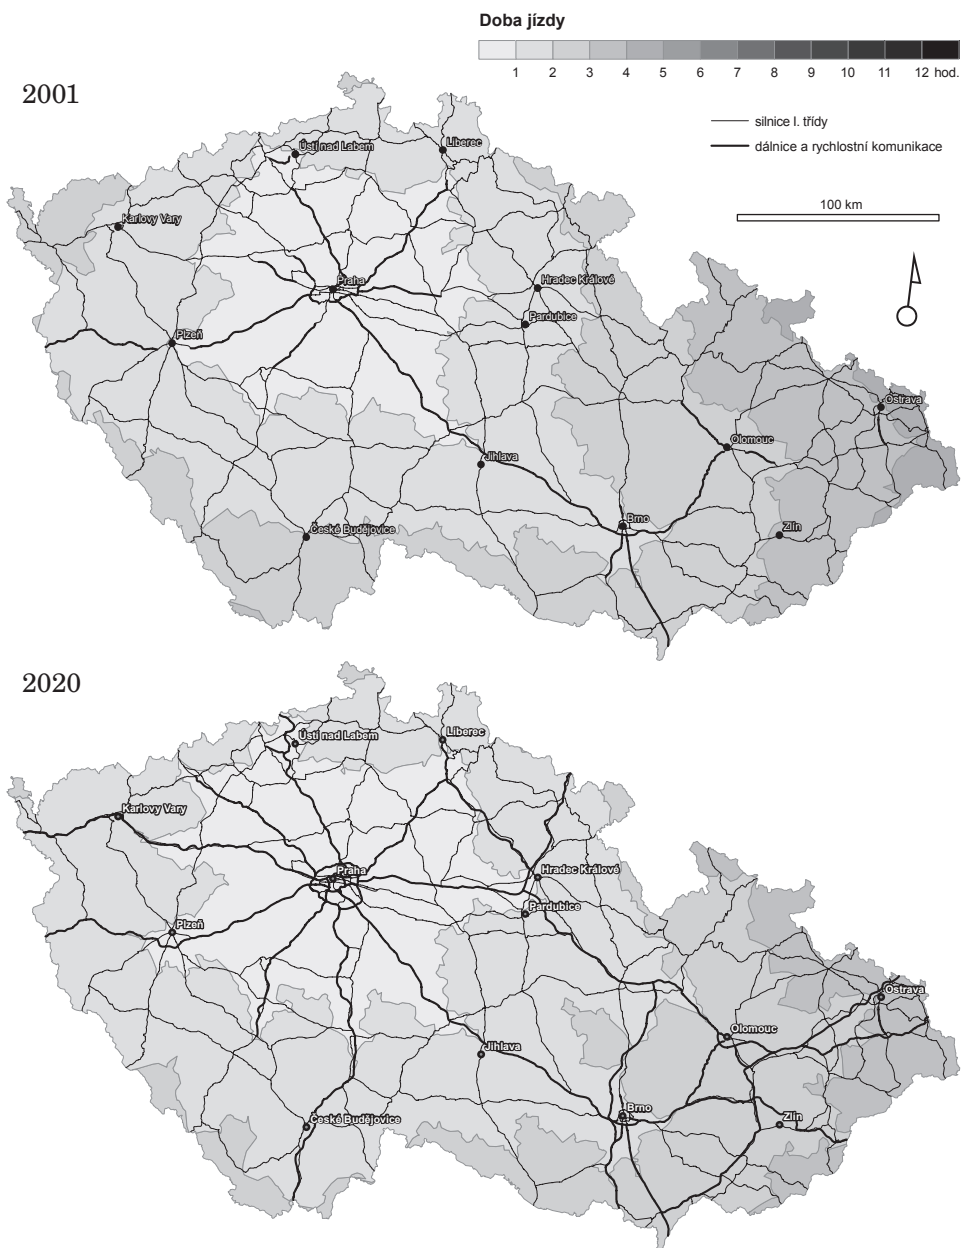 Doba jízdy
1 2 3 4 5 6 7 8 9 10 11 12 hod.
2001
silnice I. třídy
dálnice a rychlostní komunikace
100 km
Ústí nad Labem
Liberec
Karlovy Vary
Praha
Hradec Králové
Pardubice
Plzeň
Ostrava
Olomouc
Jihlava
Brno
České Budějovice
Zlín
2020
Ústí nad Labem
Liberec
Karlovy Vary
Praha
Hradec Králové
Pardubice
Plzeň
Ostrava
Olomouc
Jihlava
Brno
České Budějovice
Zlín